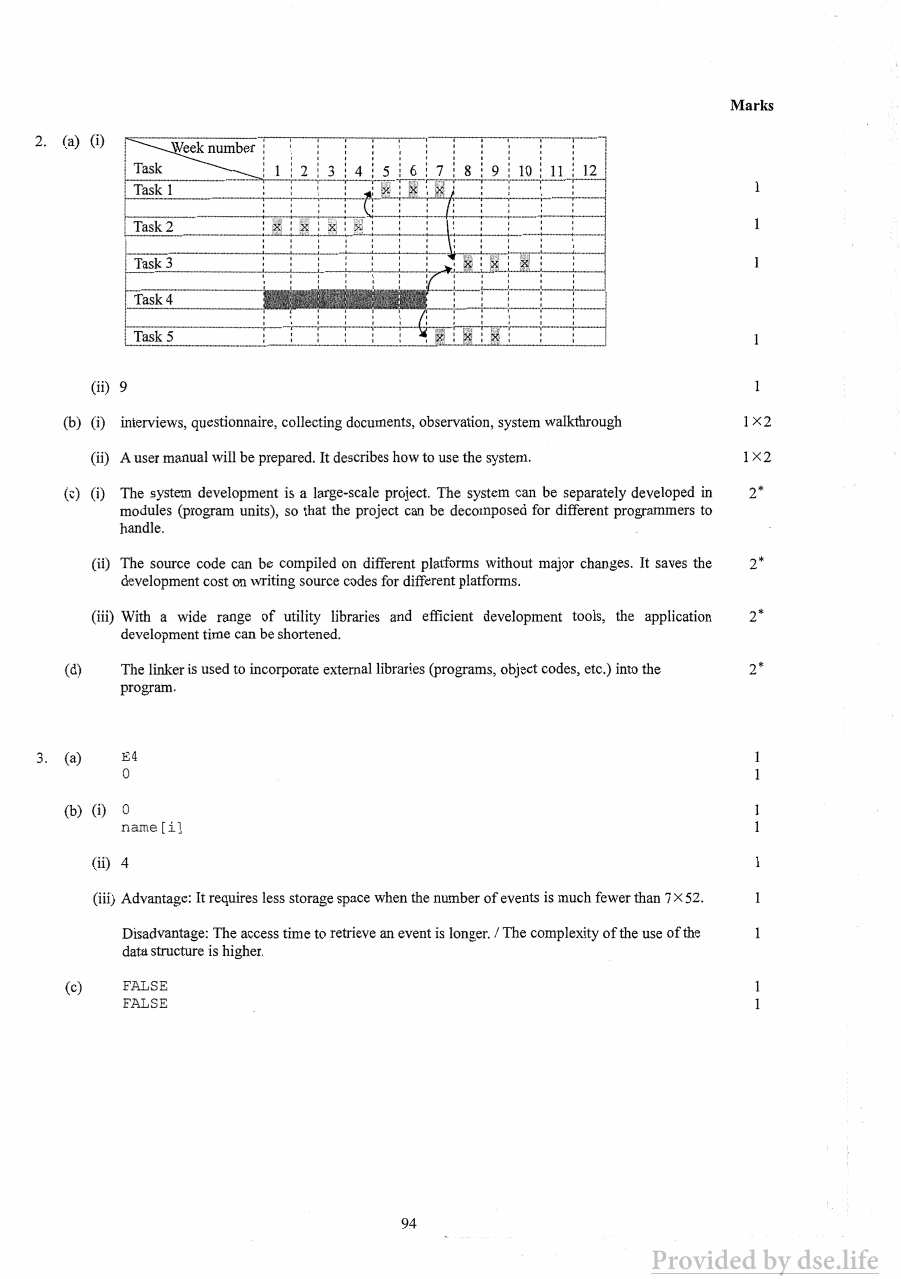 Marks
2. (a) (i)
Week number
Task 1 2 3 4 5 6 7 8 9 10 11 12
Task 1 x x x 1
Task 2 x x x x 1
Task 3 x x x 1
Task 4
Task 5 x x x 1
(ii) 9 1
(b) (i) interviews, questionnaire, collecting documents, observation, system walkthrough 1×2
(ii) A user manual will be prepared. It describes how to use the system. 1×2
(c) (i) The system development is a large-scale project. The system can be separately developed in 2*
modules (program units), so that the project can be decomposed for different programmers to
handle.
(ii) The source code can be compiled on different platforms without major changes. It saves the 2*
development cost on writing source codes for different platforms.
(iii) With a wide range of utility libraries and efficient development tools, the application 2*
development time can be shortened.
(d) The linker is used to incorporate external libraries (programs, object codes, etc.) into the 2*
program.
3. (a) E4 1
0 1
(b) (i) 0 1
name[i] 1
(ii) 4 1
(iii) Advantage: It requires less storage space when the number of events is much fewer than 7×52. 1
Disadvantage: The access time to retrieve an event is longer. / The complexity of the use of the 1
data structure is higher.
(c) FALSE 1
FALSE 1
94
Provided by dse.life